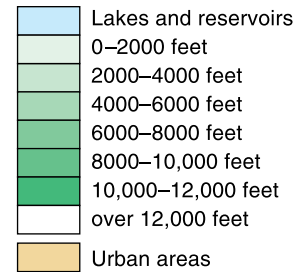 Lakes and reservoirs
0–2000 feet
2000–4000 feet
4000–6000 feet
6000–8000 feet
8000–10,000 feet
10,000–12,000 feet
over 12,000 feet
Urban areas